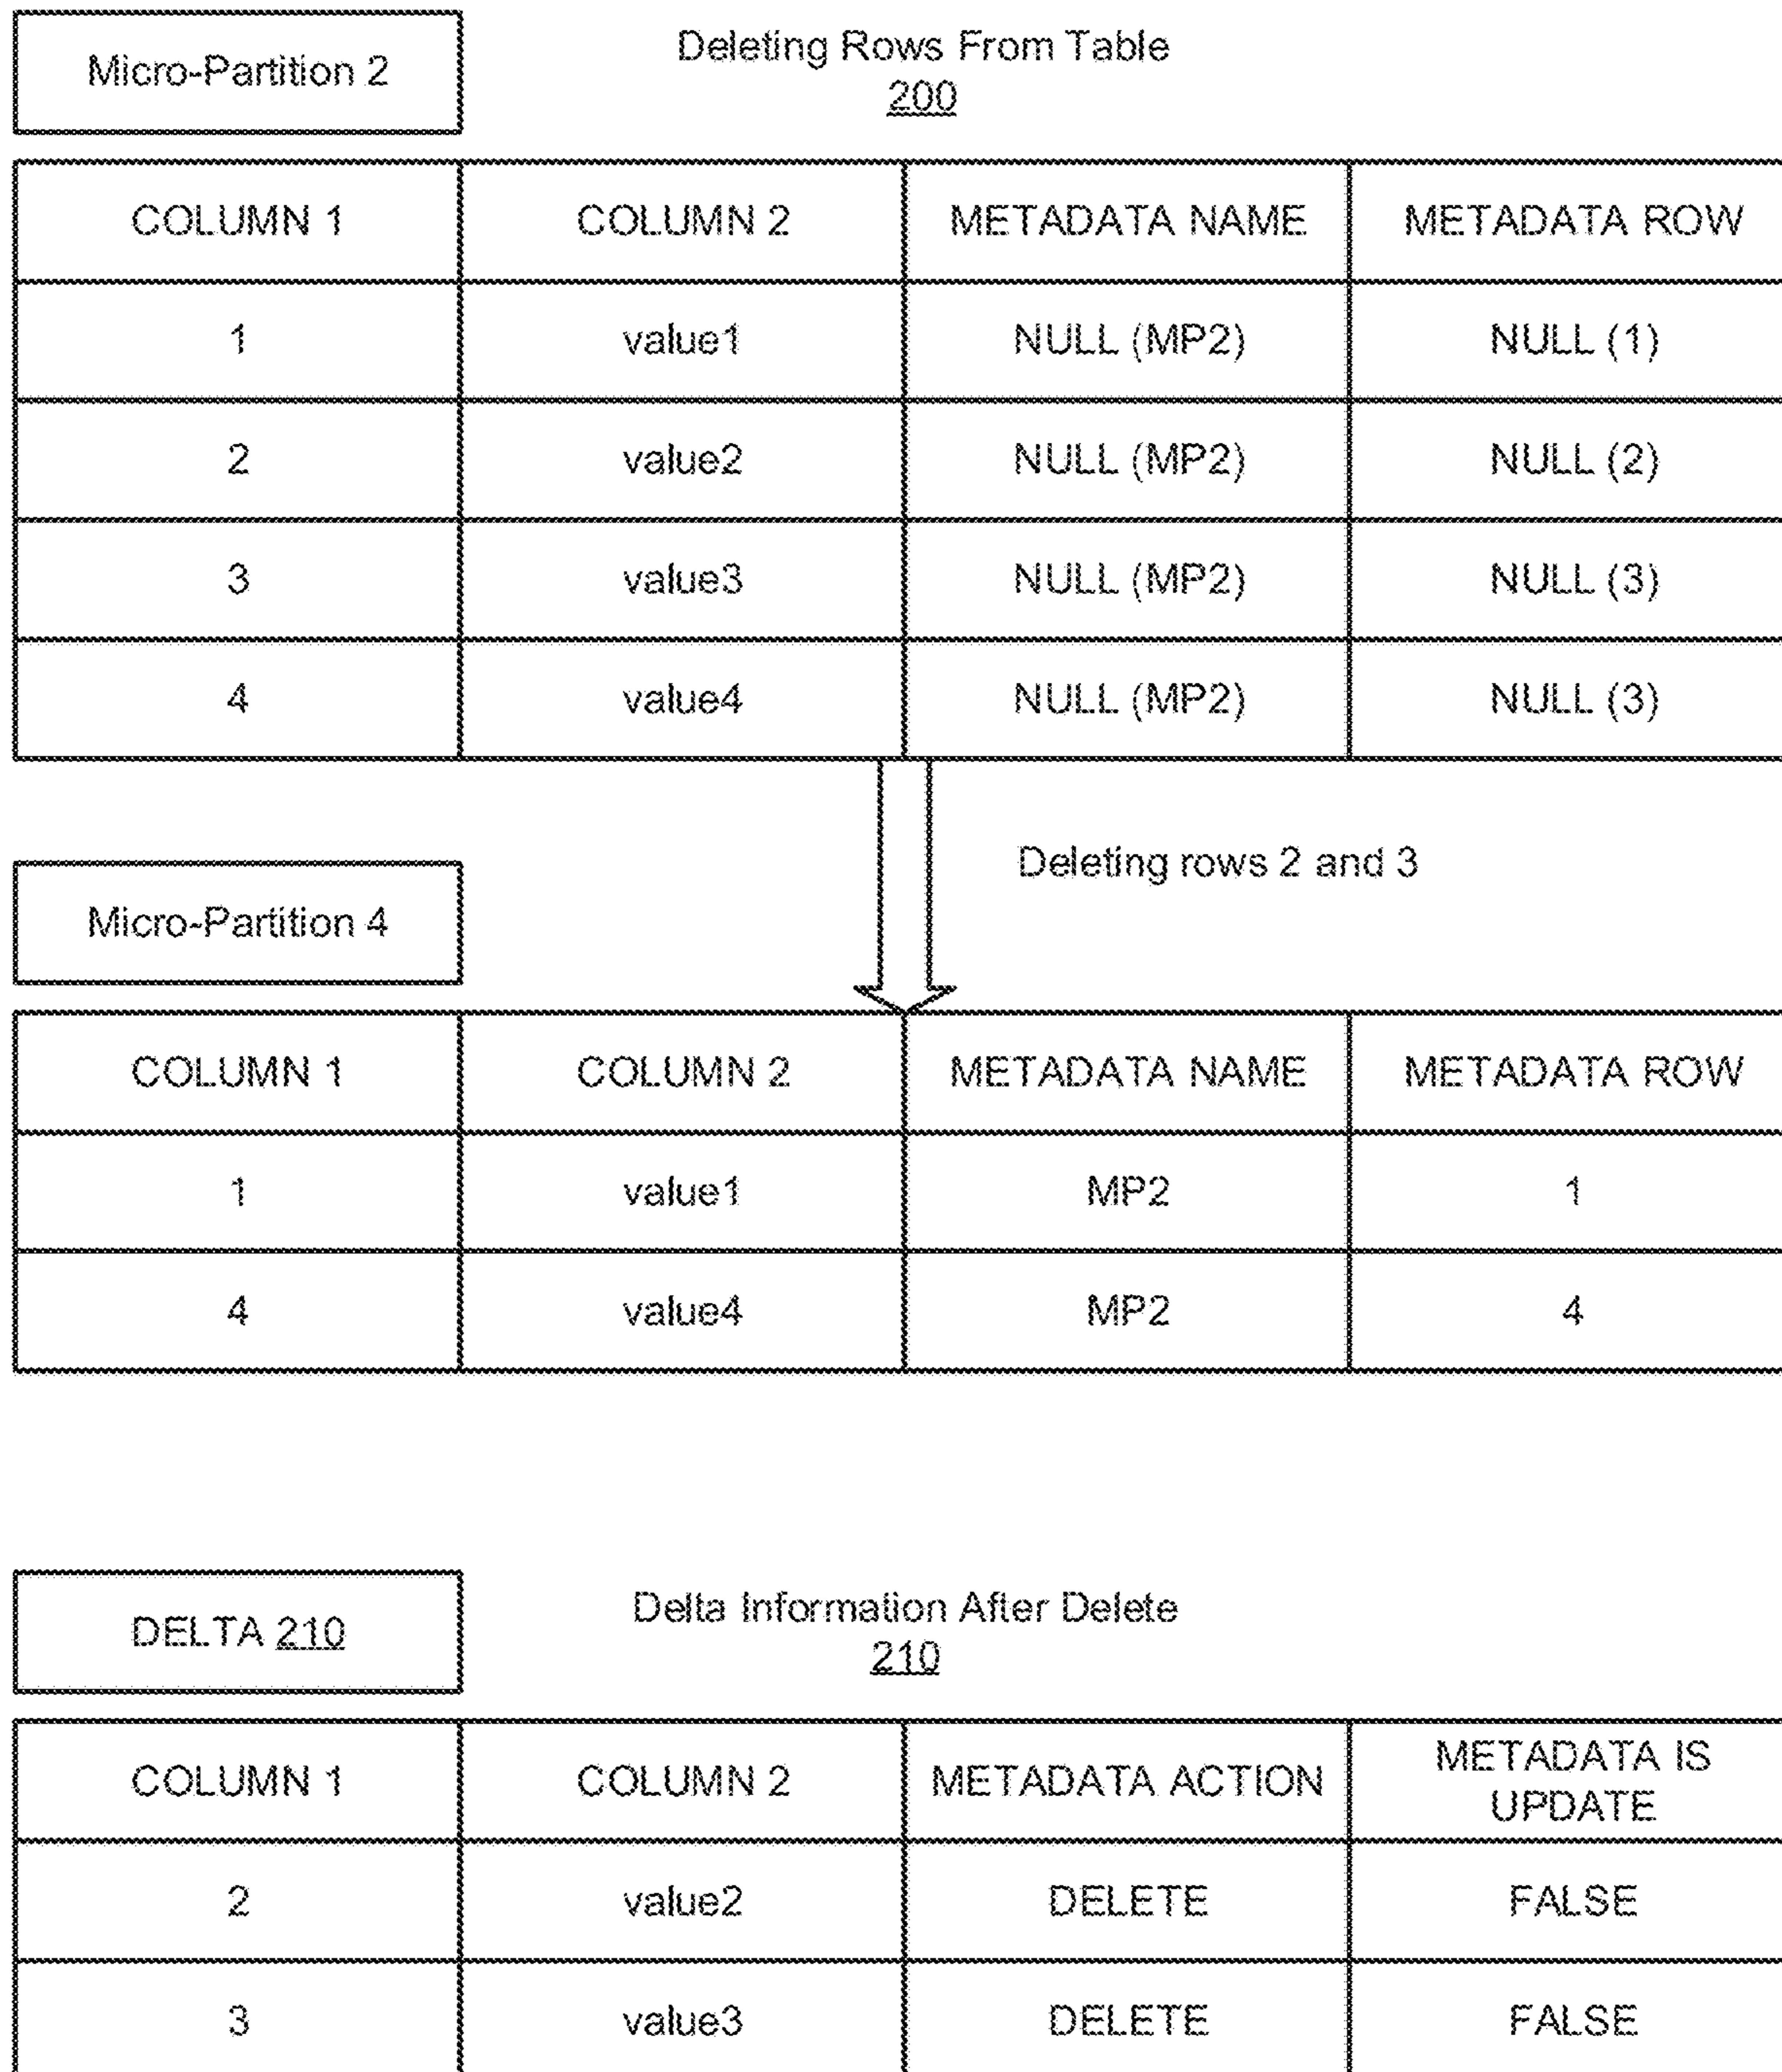 Micro-Partition 2
Deleting Rows From Table
200
COLUMN 1 COLUMN 2 METADATA NAME METADATA ROW
1 value1 NULL (MP2) NULL (1)
2 value2 NULL (MP2) NULL (2)
3 value3 NULL (MP2) NULL (3)
4 value4 NULL (MP2) NULL (3)
Deleting rows 2 and 3
Micro-Partition 4
COLUMN 1 COLUMN 2 METADATA NAME METADATA ROW
1 value1 MP2 1
4 value4 MP2 4
DELTA 210
Delta Information After Delete
210
COLUMN 1 COLUMN 2 METADATA ACTION METADATA IS
UPDATE
2 value2 DELETE FALSE
3 value3 DELETE FALSE